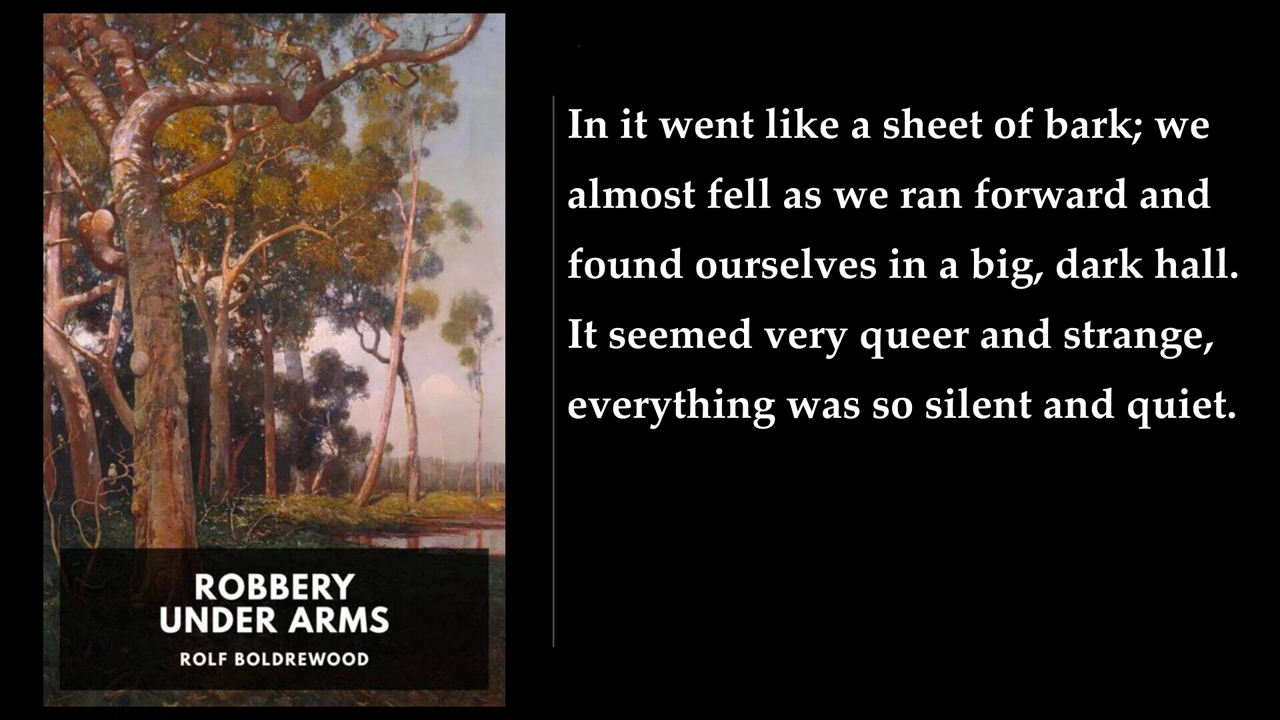 ROBBERY
UNDER ARMS
ROLF BOLDREWOOD
In it went like a sheet of bark; we
almost fell as we ran forward and
found ourselves in a big, dark hall.
It seemed very queer and strange,
everything was so silent and quiet.